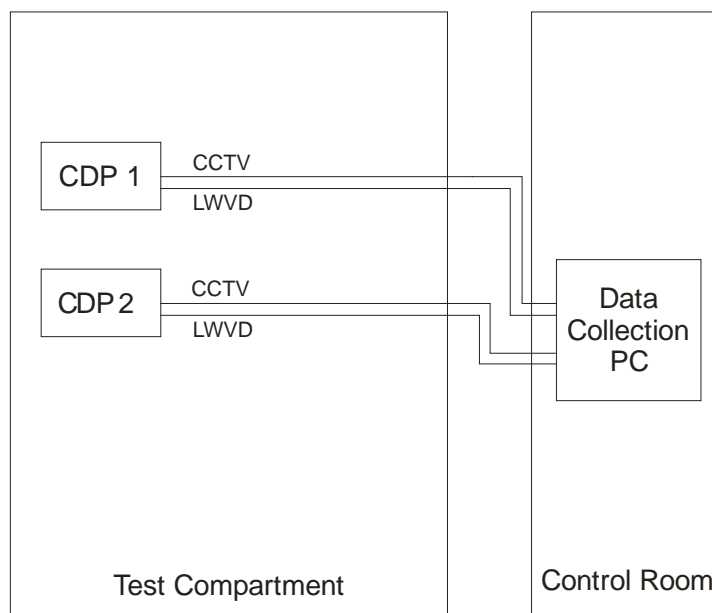 CDP 1
CCTV
LWVD
CDP 2
CCTV
LWVD
Data
Collection
PC
Test Compartment
Control Room